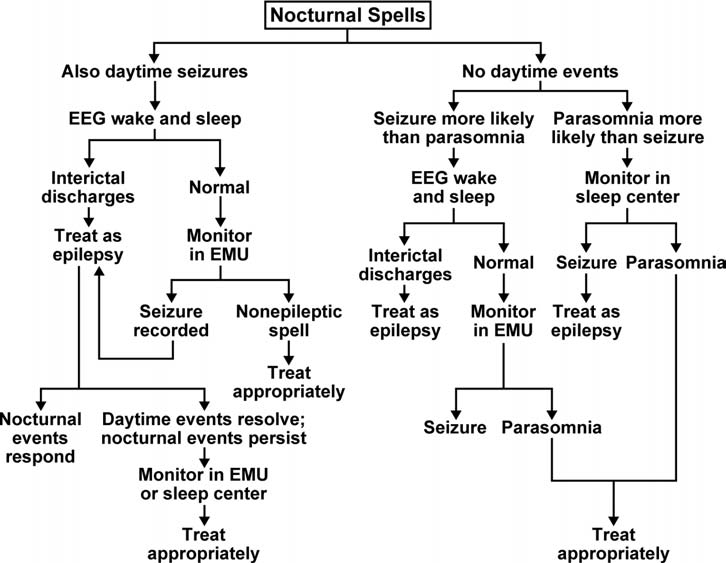 Nocturnal Spells
Also daytime seizures
No daytime events
EEG wake and sleep
Seizure more likely
than parasomnia
Parasomnia more
likely than seizure
Interictal
discharges
Normal
EEG wake
and sleep
Monitor in
sleep center
Treat as
epilepsy
Monitor
in EMU
Interictal
discharges
Normal
Seizure
Parasomnia
Seizure
recorded
Nonepileptic
spell
Treat as
epilepsy
Monitor
in EMU
Treat as
epilepsy
Treat
appropriately
Nocturnal
events
respond
Daytime events resolve;
nocturnal events persist
Seizure
Parasomnia
Monitor in EMU
or sleep center
Treat
appropriately
Treat
appropriately